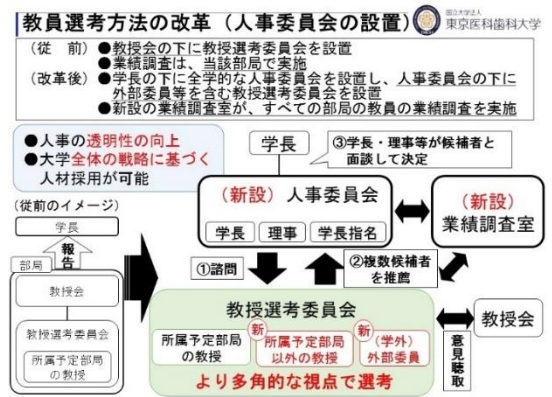 教員選考方法の改革（人事委員会の設置）
国立大学法人
東京医科歯科大学
（従　前）●教授会の下に教授選考委員会を設置
●業績調査は、当該部局で実施
（改革後）●学長の下に全学的な人事委員会を設置し、人事委員会の下に
外部委員等を含む教授選考委員会を設置
●新設の業績調査室が、すべての部局の教員の業績調査を実施
●人事の透明性の向上
●大学全体の戦略に基づく
人材採用が可能
学長
③学長・理事等が候補者と
面談して決定
（新設）人事委員会
学長　理事　学長指名
（新設）
業績調査室
（従前のイメージ）
学長
報告
部局
教授会
教授選考委員会
所属予定部局
の教授
①諮問
②複数候補者
を推薦
教授選考委員会
所属予定部局
の教授
新
所属予定部局
以外の教授
新
（学外）
外部委員
より多角的な視点で選考
教授会
意見聴取